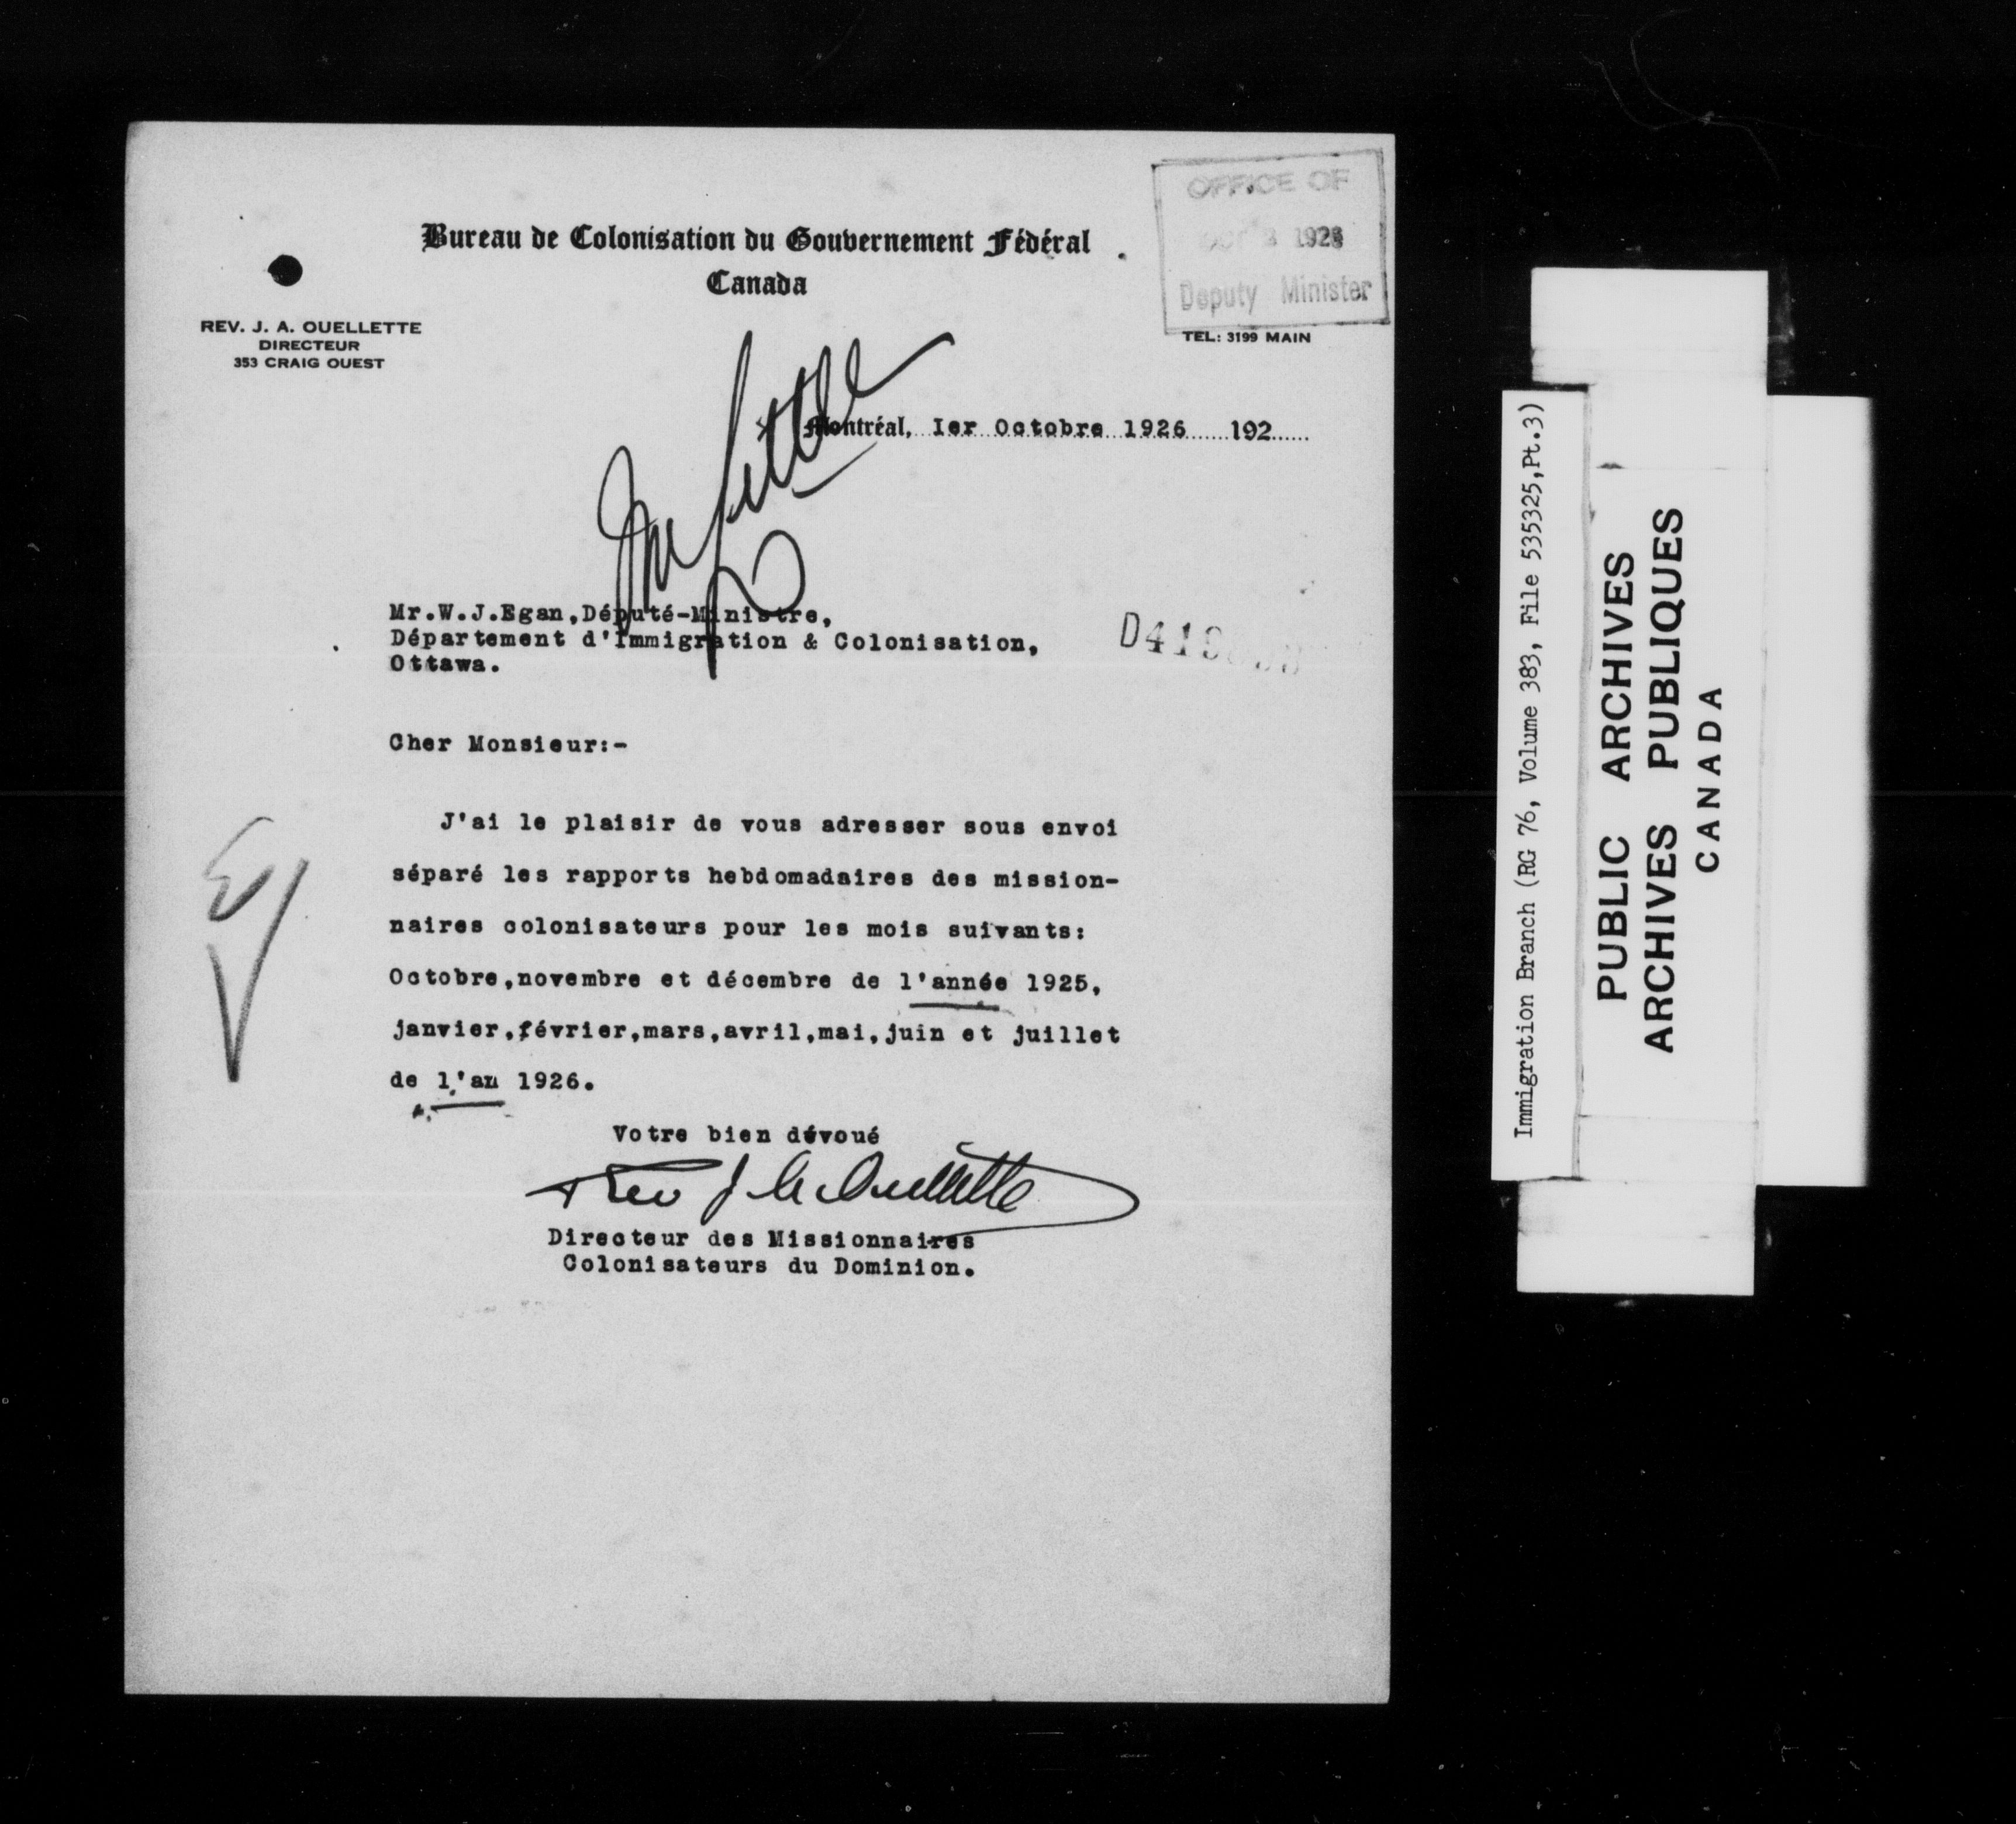 OFFICE OF
1926
Deputy Minister
Bureau de Colonisation du Gouvernement Fédéral
Canada
REV. J. A. OUELLETTE
DIRECTEUR
353 CRAIG OUEST
TEL: 3199 MAIN
Mr Little
Montréal, 1er Octobre 1926 192
Mr.W.J.Egan,Député-Ministre,
Département d'Immigration & Colonisation,
Ottawa.
Cher Monsieur:-
J'ai le plaisir de vous adresser sous envoi
séparé les rapports hebdomadaires des mission-
naires colonisateurs pour les mois suivants:
Octobre,novembre et décembre de l'année 1925,
janvier,février,mars,avril,mai,juin et juillet
de l'an 1926.
Votre bien dévoué
Rev J A Ouellette
Directeur des Missionnaires
Colonisateurs du Dominion.
Immigration Branch (RG 76, Volume 383, File 535325,Pt.3)
PUBLIC ARCHIVES
ARCHIVES PUBLIQUES
CANADA